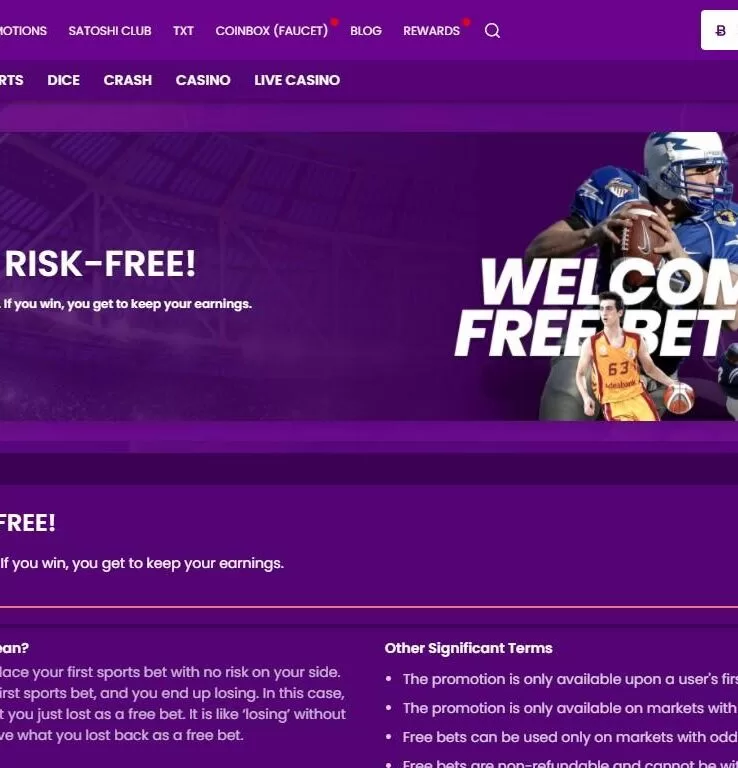 MOTIONS SATOSHI CLUB TXT COINBOX (FAUCET) BLOG REWARDS
RTS DICE CRASH CASINO LIVE CASINO
RISK-FREE!
. If you win, you get to keep your earnings.
WELCOM
FREE BET
63
FREE!
If you win, you get to keep your earnings.
ean?
lace your first sports bet with no risk on your side.
irst sports bet, and you end up losing. In this case,
t you just lost as a free bet. It is like ‘losing’ without
ve what you lost back as a free bet.
Other Significant Terms
• The promotion is only available upon a user's firs
• The promotion is only available on markets with
• Free bets can be used only on markets with odd
• Free bets are non-refundable and cannot be wit